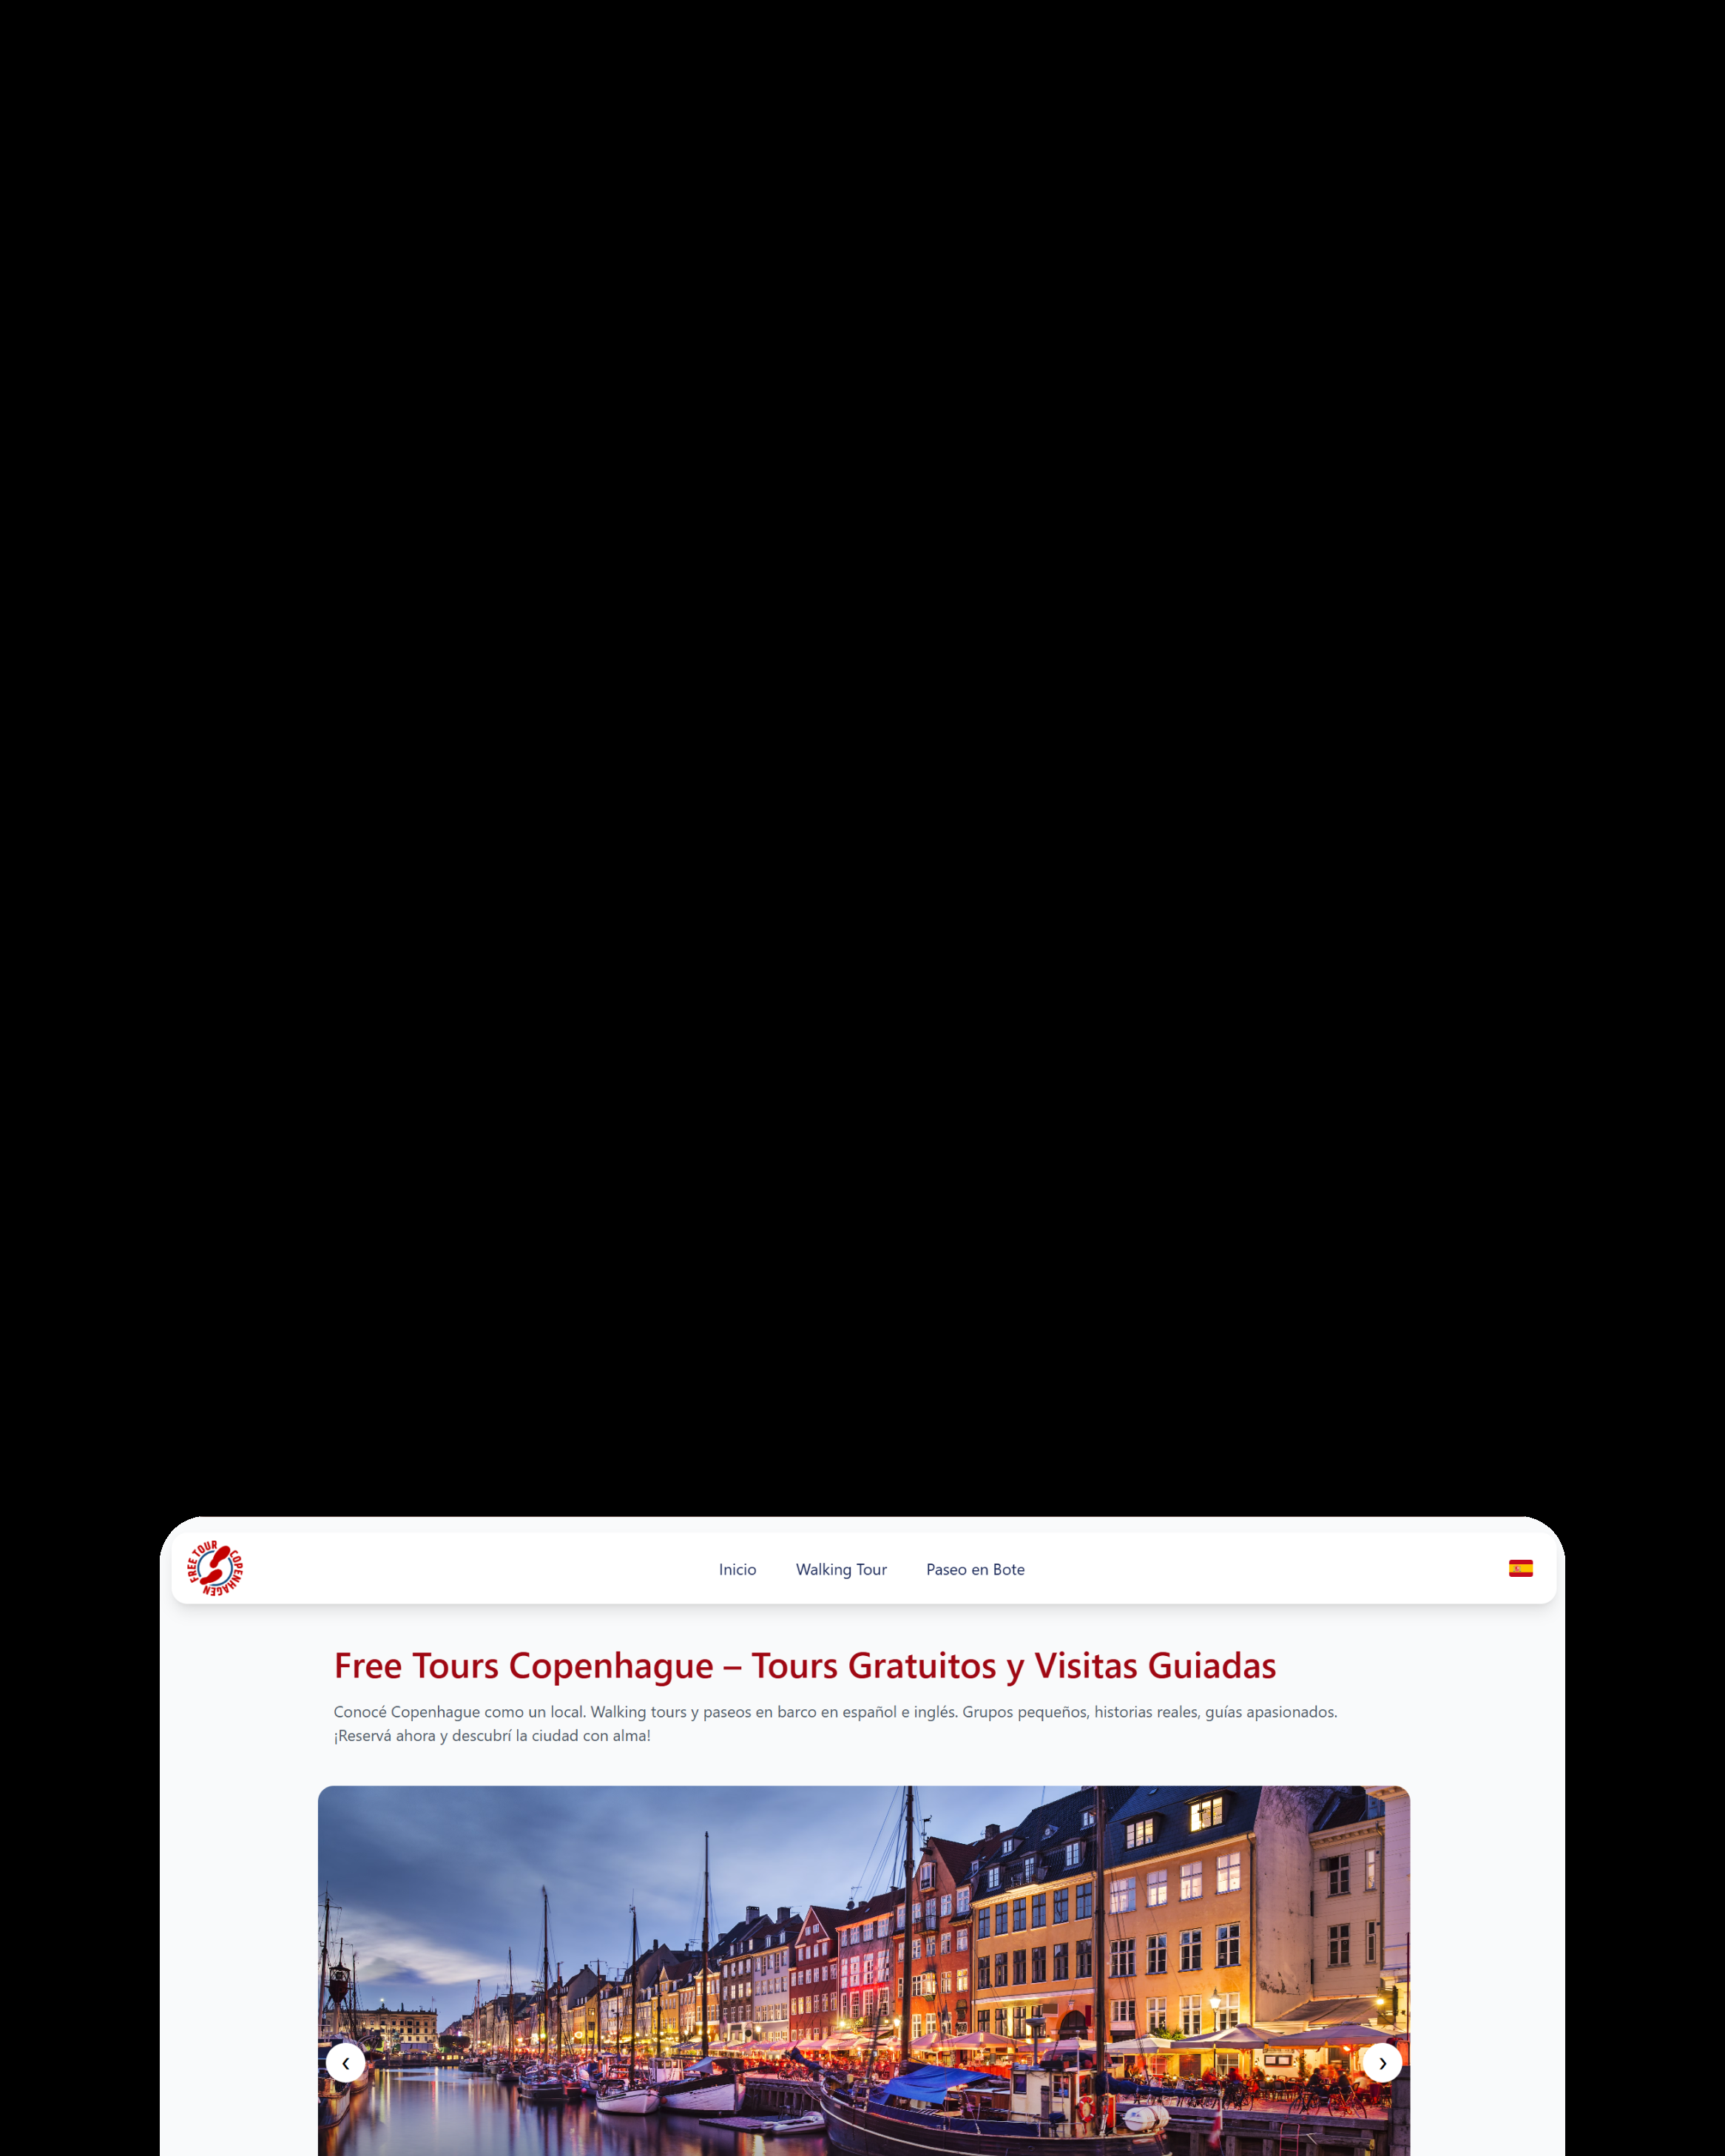 FREE TOUR COPENHAGEN
Inicio Walking Tour Paseo en Bote
Free Tours Copenhague – Tours Gratuitos y Visitas Guiadas
Conocé Copenhague como un local. Walking tours y paseos en barco en español e inglés. Grupos pequeños, historias reales, guías apasionados.
¡Reservá ahora y descubrí la ciudad con alma!